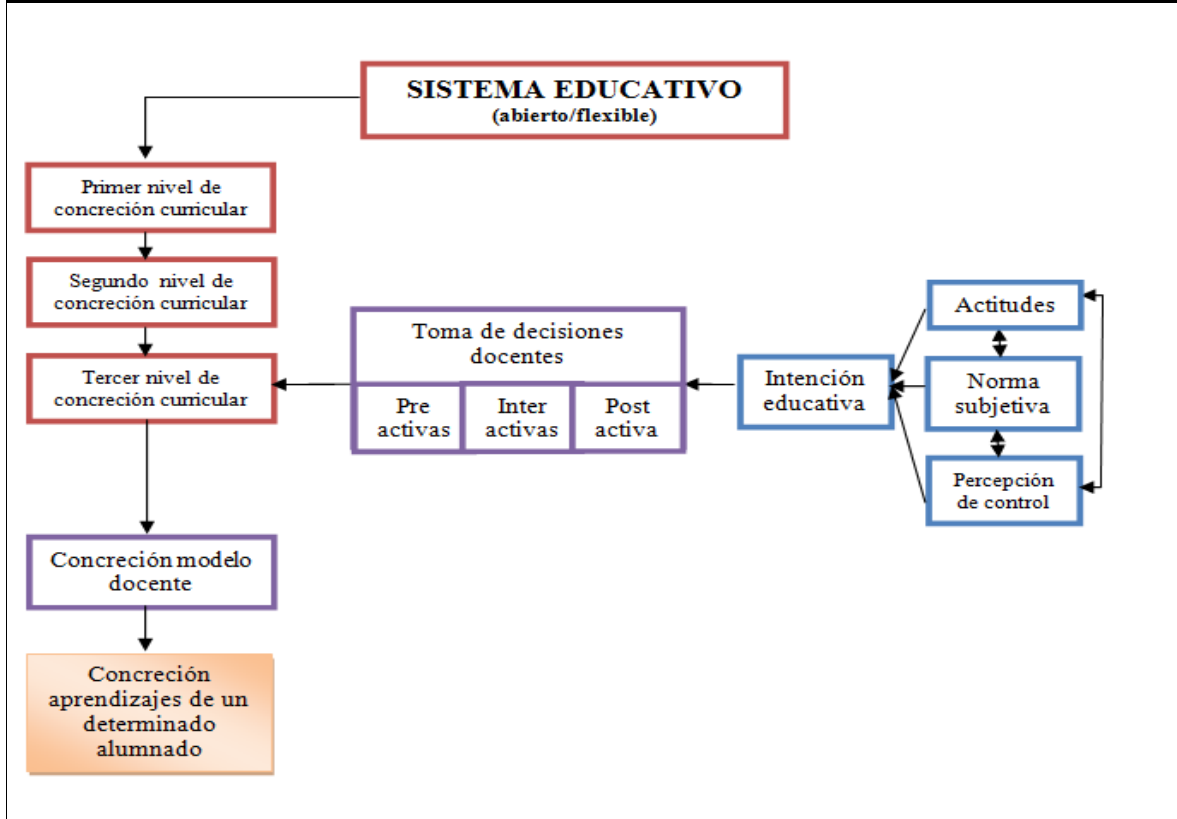 SISTEMA EDUCATIVO
(abierto/flexible)
Primer nivel de
concreción curricular
Segundo nivel de
concreción curricular
Tercer nivel de
concreción curricular
Toma de decisiones
docentes
Pre
activas
Inter
activas
Post
activa
Intención
educativa
Actitudes
Norma
subjetiva
Percepción
de control
Concreción modelo
docente
Concreción
aprendizajes de un
determinado
alumnado